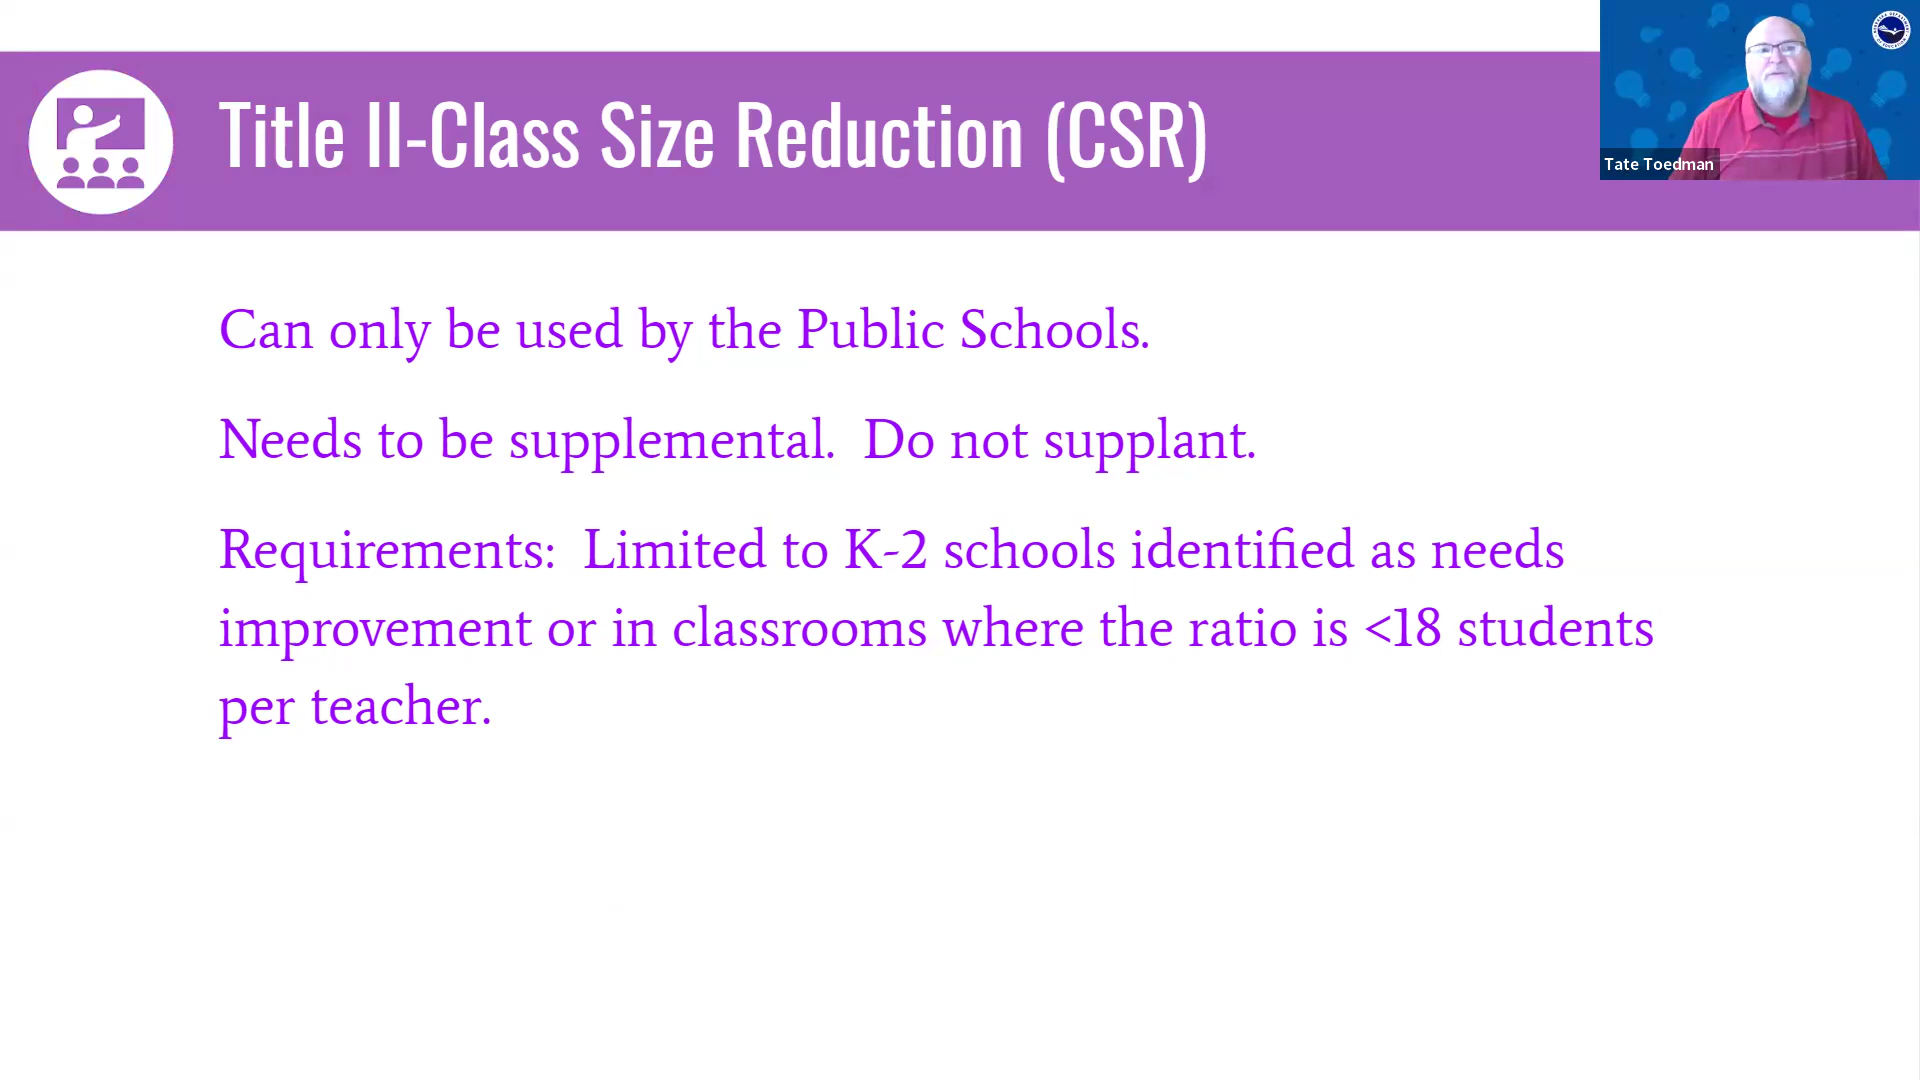 Title II-Class Size Reduction (CSR)
Tate Toedman
Can only be used by the Public Schools.
Needs to be supplemental.  Do not supplant.
Requirements:  Limited to K-2 schools identified as needs
improvement or in classrooms where the ratio is <18 students
per teacher.